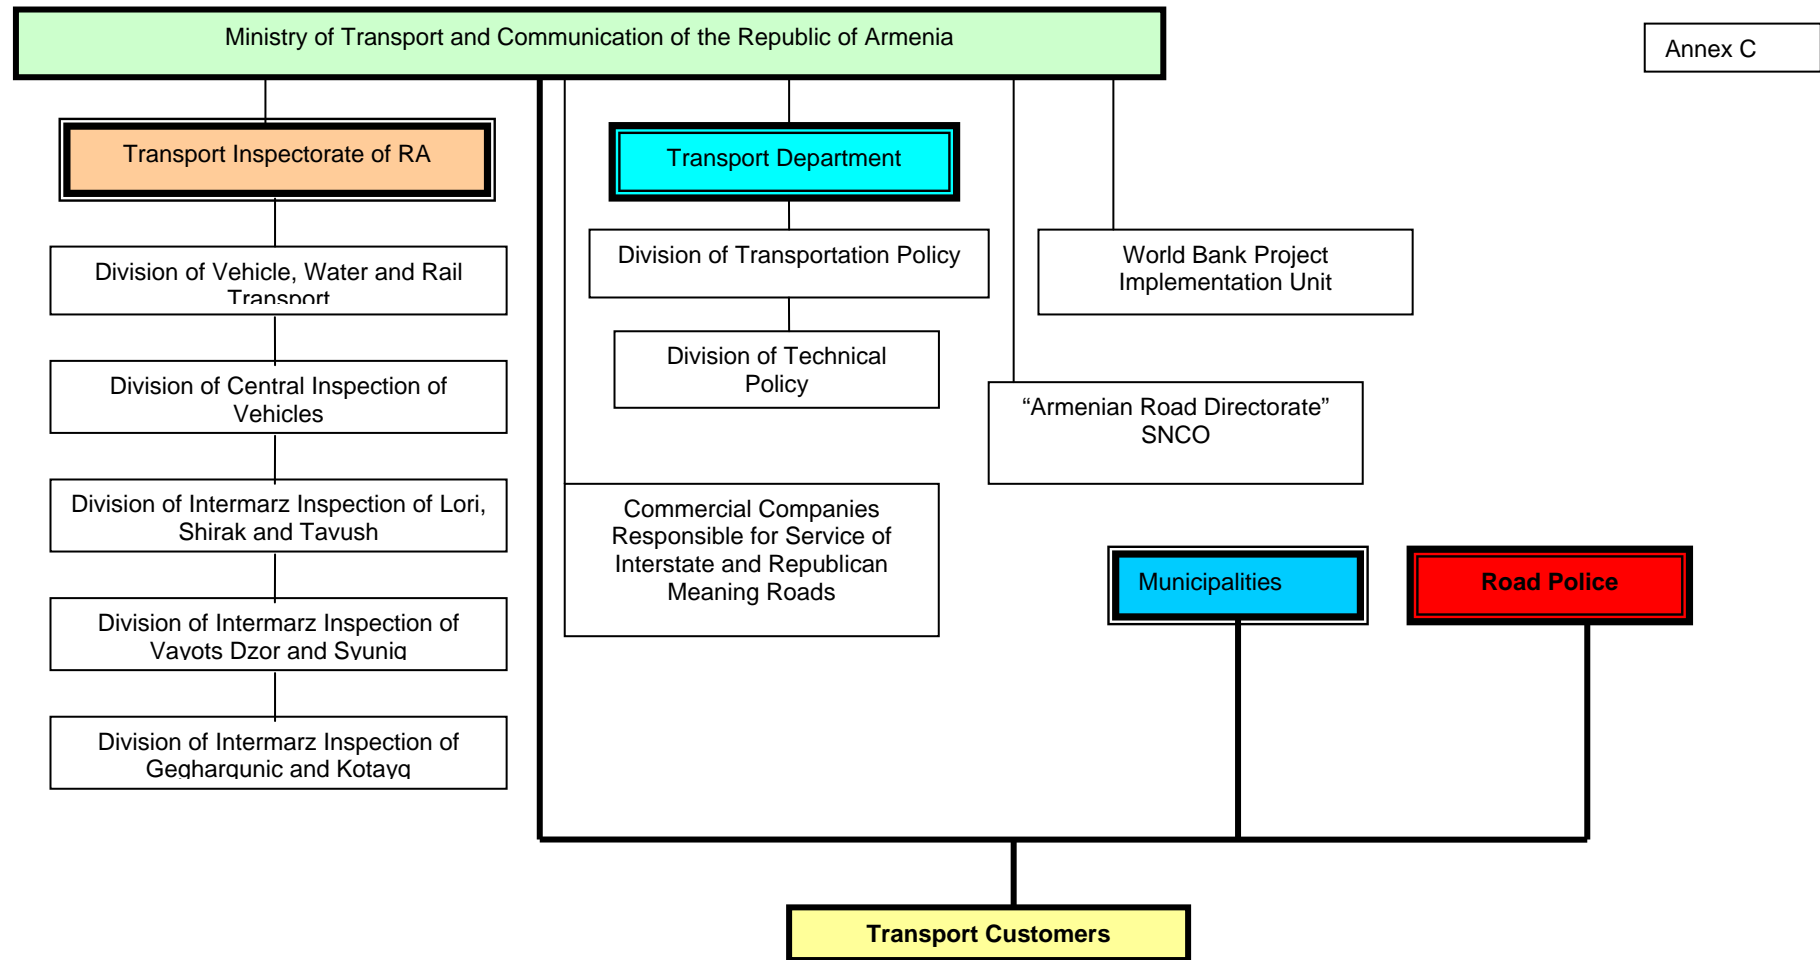 Ministry of Transport and Communication of the Republic of Armenia
Annex C
Transport Inspectorate of RA
Transport Department
Division of Vehicle, Water and Rail
Transport
Division of Central Inspection of
Vehicles
Division of Intermarz Inspection of Lori,
Shirak and Tavush
Division of Intermarz Inspection of
Vayots Dzor and Syuniq
Division of Intermarz Inspection of
Gegharqunic and Kotayq
Division of Transportation Policy
Division of Technical
Policy
Commercial Companies
Responsible for Service of
Interstate and Republican
Meaning Roads
World Bank Project
Implementation Unit
“Armenian Road Directorate”
SNCO
Municipalities
Road Police
Transport Customers